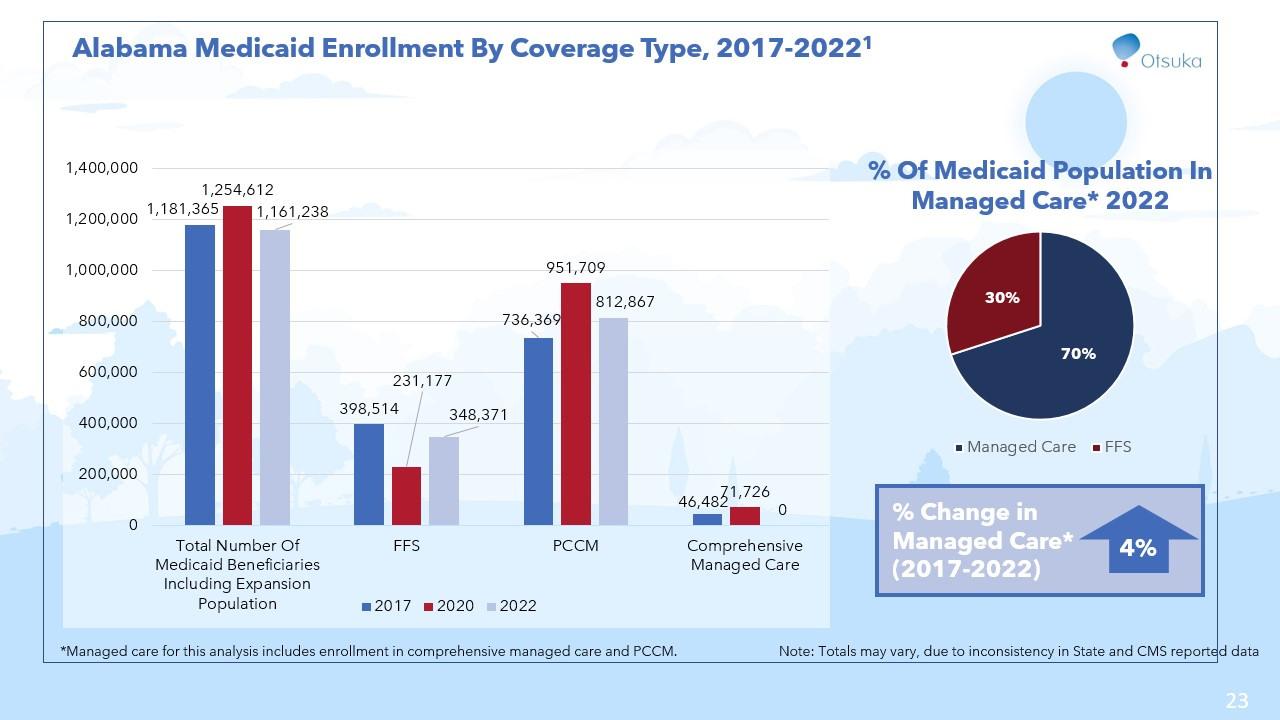 Alabama Medicaid Enrollment By Coverage Type, 2017-2022¹
Otsuka
1,400,000
1,200,000
1,000,000
800,000
600,000
400,000
200,000
0
1,181,365
1,254,612
1,161,238
398,514
231,177
348,371
736,369
951,709
812,867
46,482
71,726
0
Total Number Of
Medicaid Beneficiaries
Including Expansion
Population
FFS
PCCM
Comprehensive
Managed Care
2017 2020 2022
% Of Medicaid Population In
Managed Care* 2022
30%
70%
Managed Care FFS
% Change in
Managed Care*
(2017-2022)
4%
*Managed care for this analysis includes enrollment in comprehensive managed care and PCCM.
Note: Totals may vary, due to inconsistency in State and CMS reported data
23